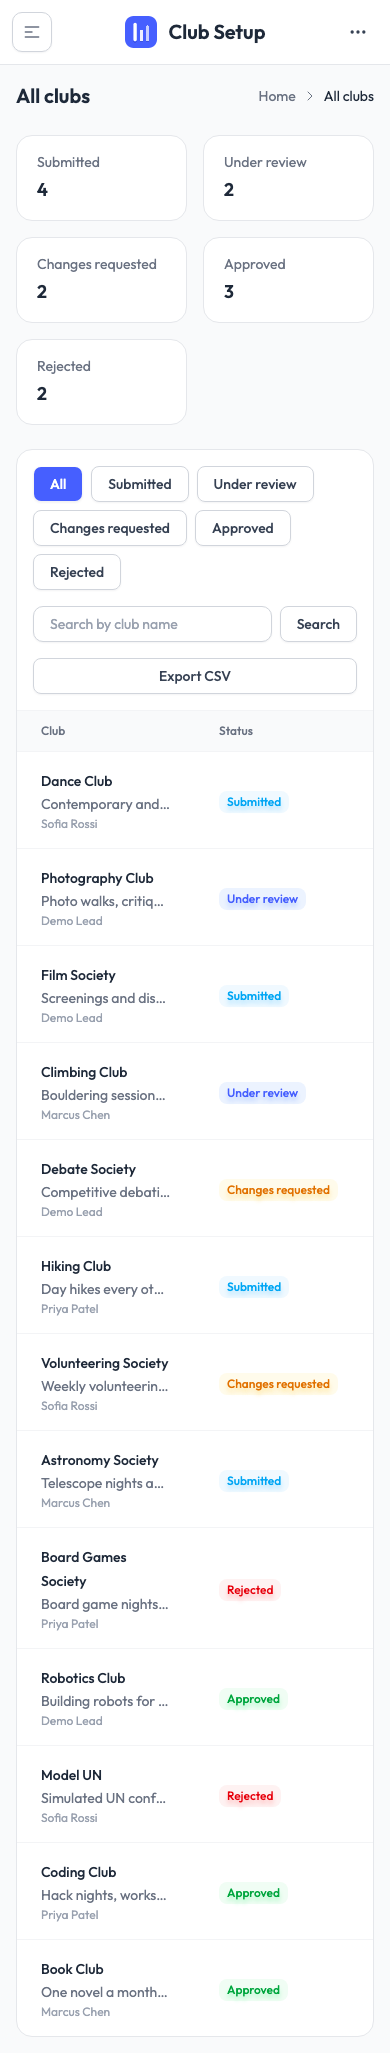 Club Setup
All clubs
Home > All clubs
Submitted
4
Under review
2
Changes requested
2
Approved
3
Rejected
2
All
Submitted
Under review
Changes requested
Approved
Rejected
Search by club name
Search
Export CSV
Club
Status
Dance Club
Contemporary and...
Sofia Rossi
Submitted
Photography Club
Photo walks, critiq...
Demo Lead
Under review
Film Society
Screenings and dis...
Demo Lead
Submitted
Climbing Club
Bouldering session...
Marcus Chen
Under review
Debate Society
Competitive debati...
Demo Lead
Changes requested
Hiking Club
Day hikes every ot...
Priya Patel
Submitted
Volunteering Society
Weekly volunteerin...
Sofia Rossi
Changes requested
Astronomy Society
Telescope nights a...
Marcus Chen
Submitted
Board Games
Society
Board game nights...
Priya Patel
Rejected
Robotics Club
Building robots for ...
Demo Lead
Approved
Model UN
Simulated UN conf...
Sofia Rossi
Rejected
Coding Club
Hack nights, works...
Priya Patel
Approved
Book Club
One novel a month...
Marcus Chen
Approved